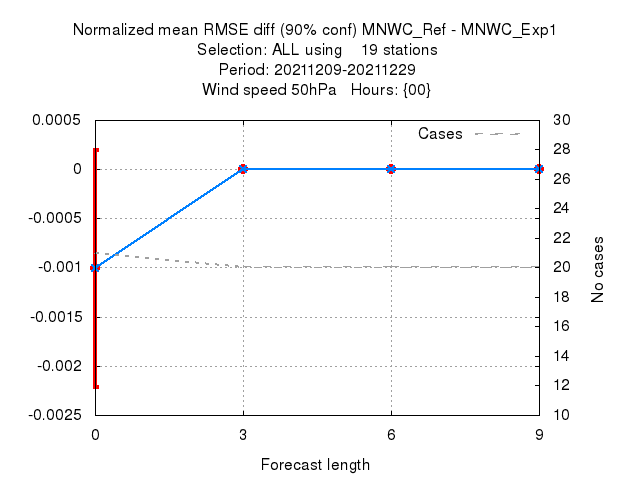 Normalized mean RMSE diff (90% conf) MNWC_Ref - MNWC_Exp1
Selection: ALL using 19 stations
Period: 20211209-20211229
Wind speed 50hPa Hours: {00}
0.0005
0
-0.0005
-0.001
-0.0015
-0.002
-0.0025
Cases
30
28
26
24
22
20
18
16
14
12
10
No cases
0 3 6 9
Forecast length